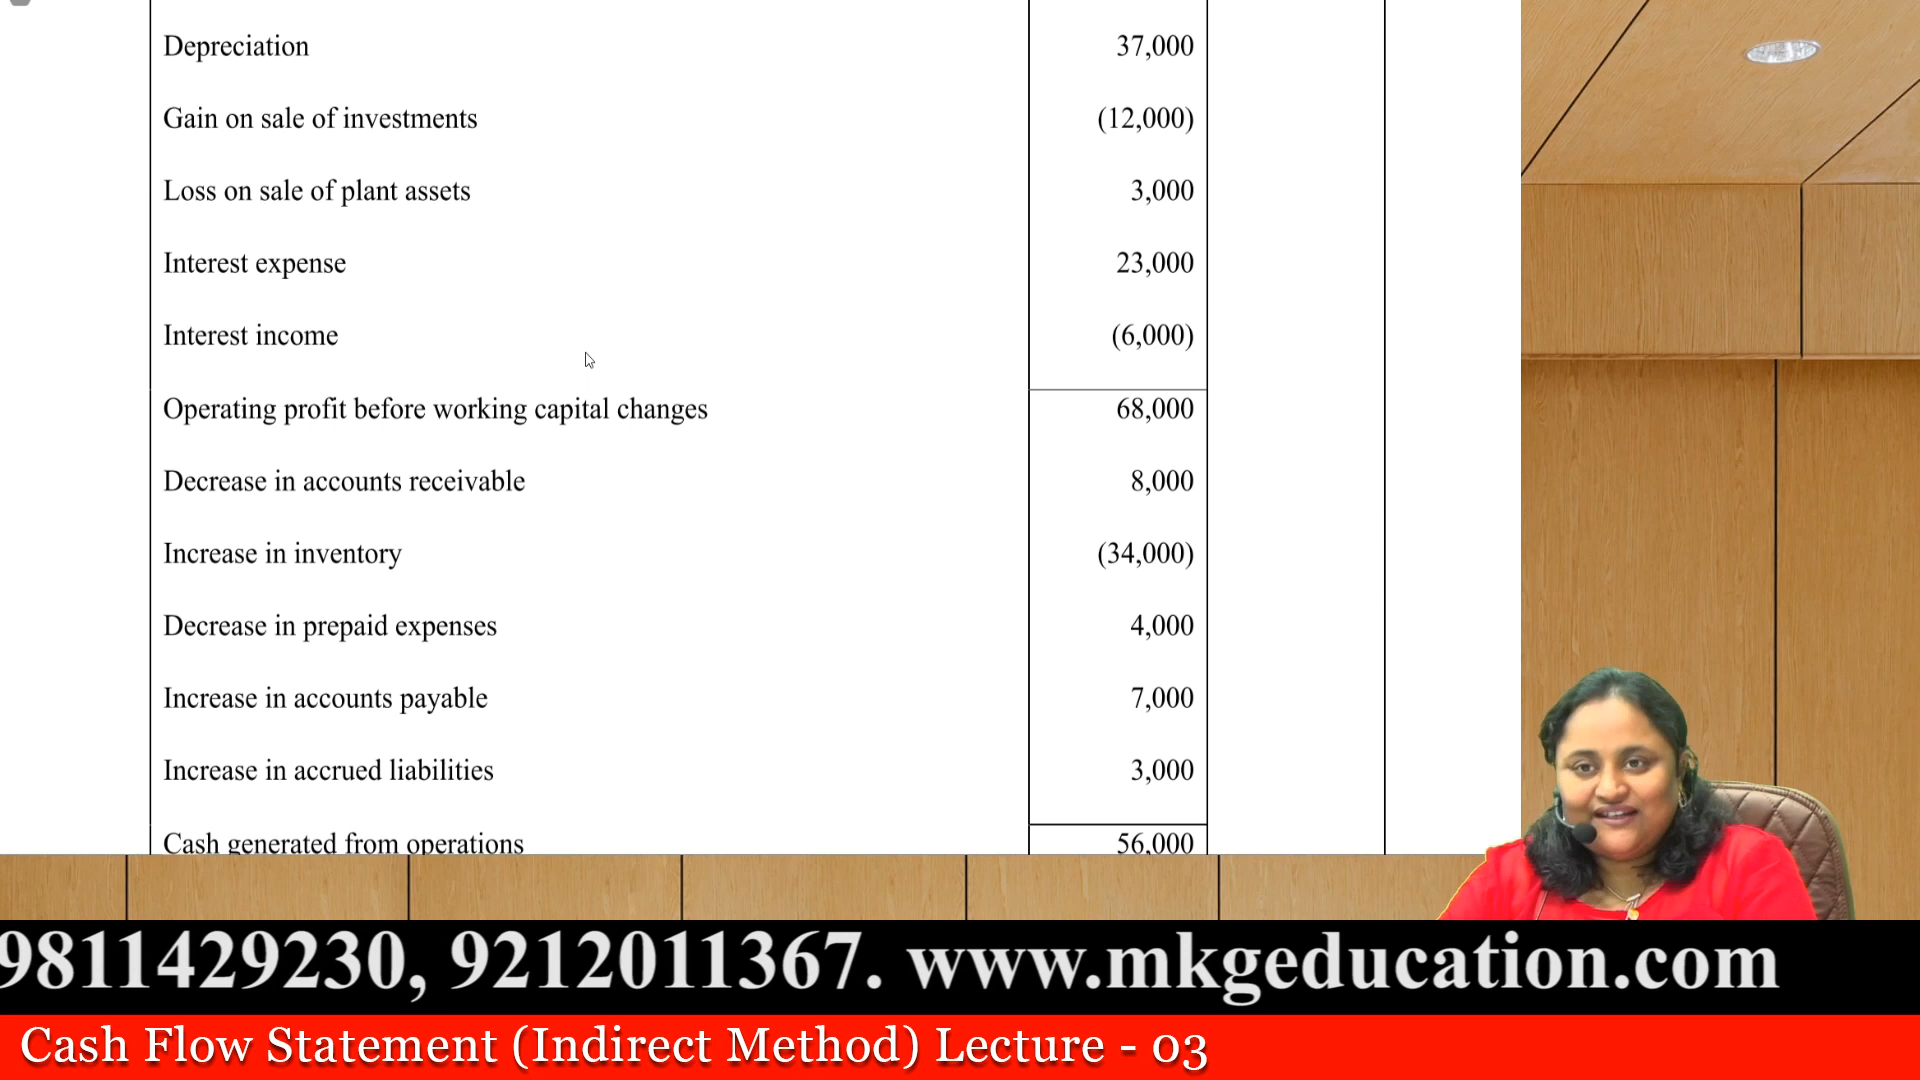 Depreciation 37,000
Gain on sale of investments (12,000)
Loss on sale of plant assets 3,000
Interest expense 23,000
Interest income (6,000)
Operating profit before working capital changes 68,000
Decrease in accounts receivable 8,000
Increase in inventory (34,000)
Decrease in prepaid expenses 4,000
Increase in accounts payable 7,000
Increase in accrued liabilities 3,000
Cash generated from operations 56,000
9811429230, 9212011367. www.mkgeducation.com
Cash Flow Statement (Indirect Method) Lecture - 03